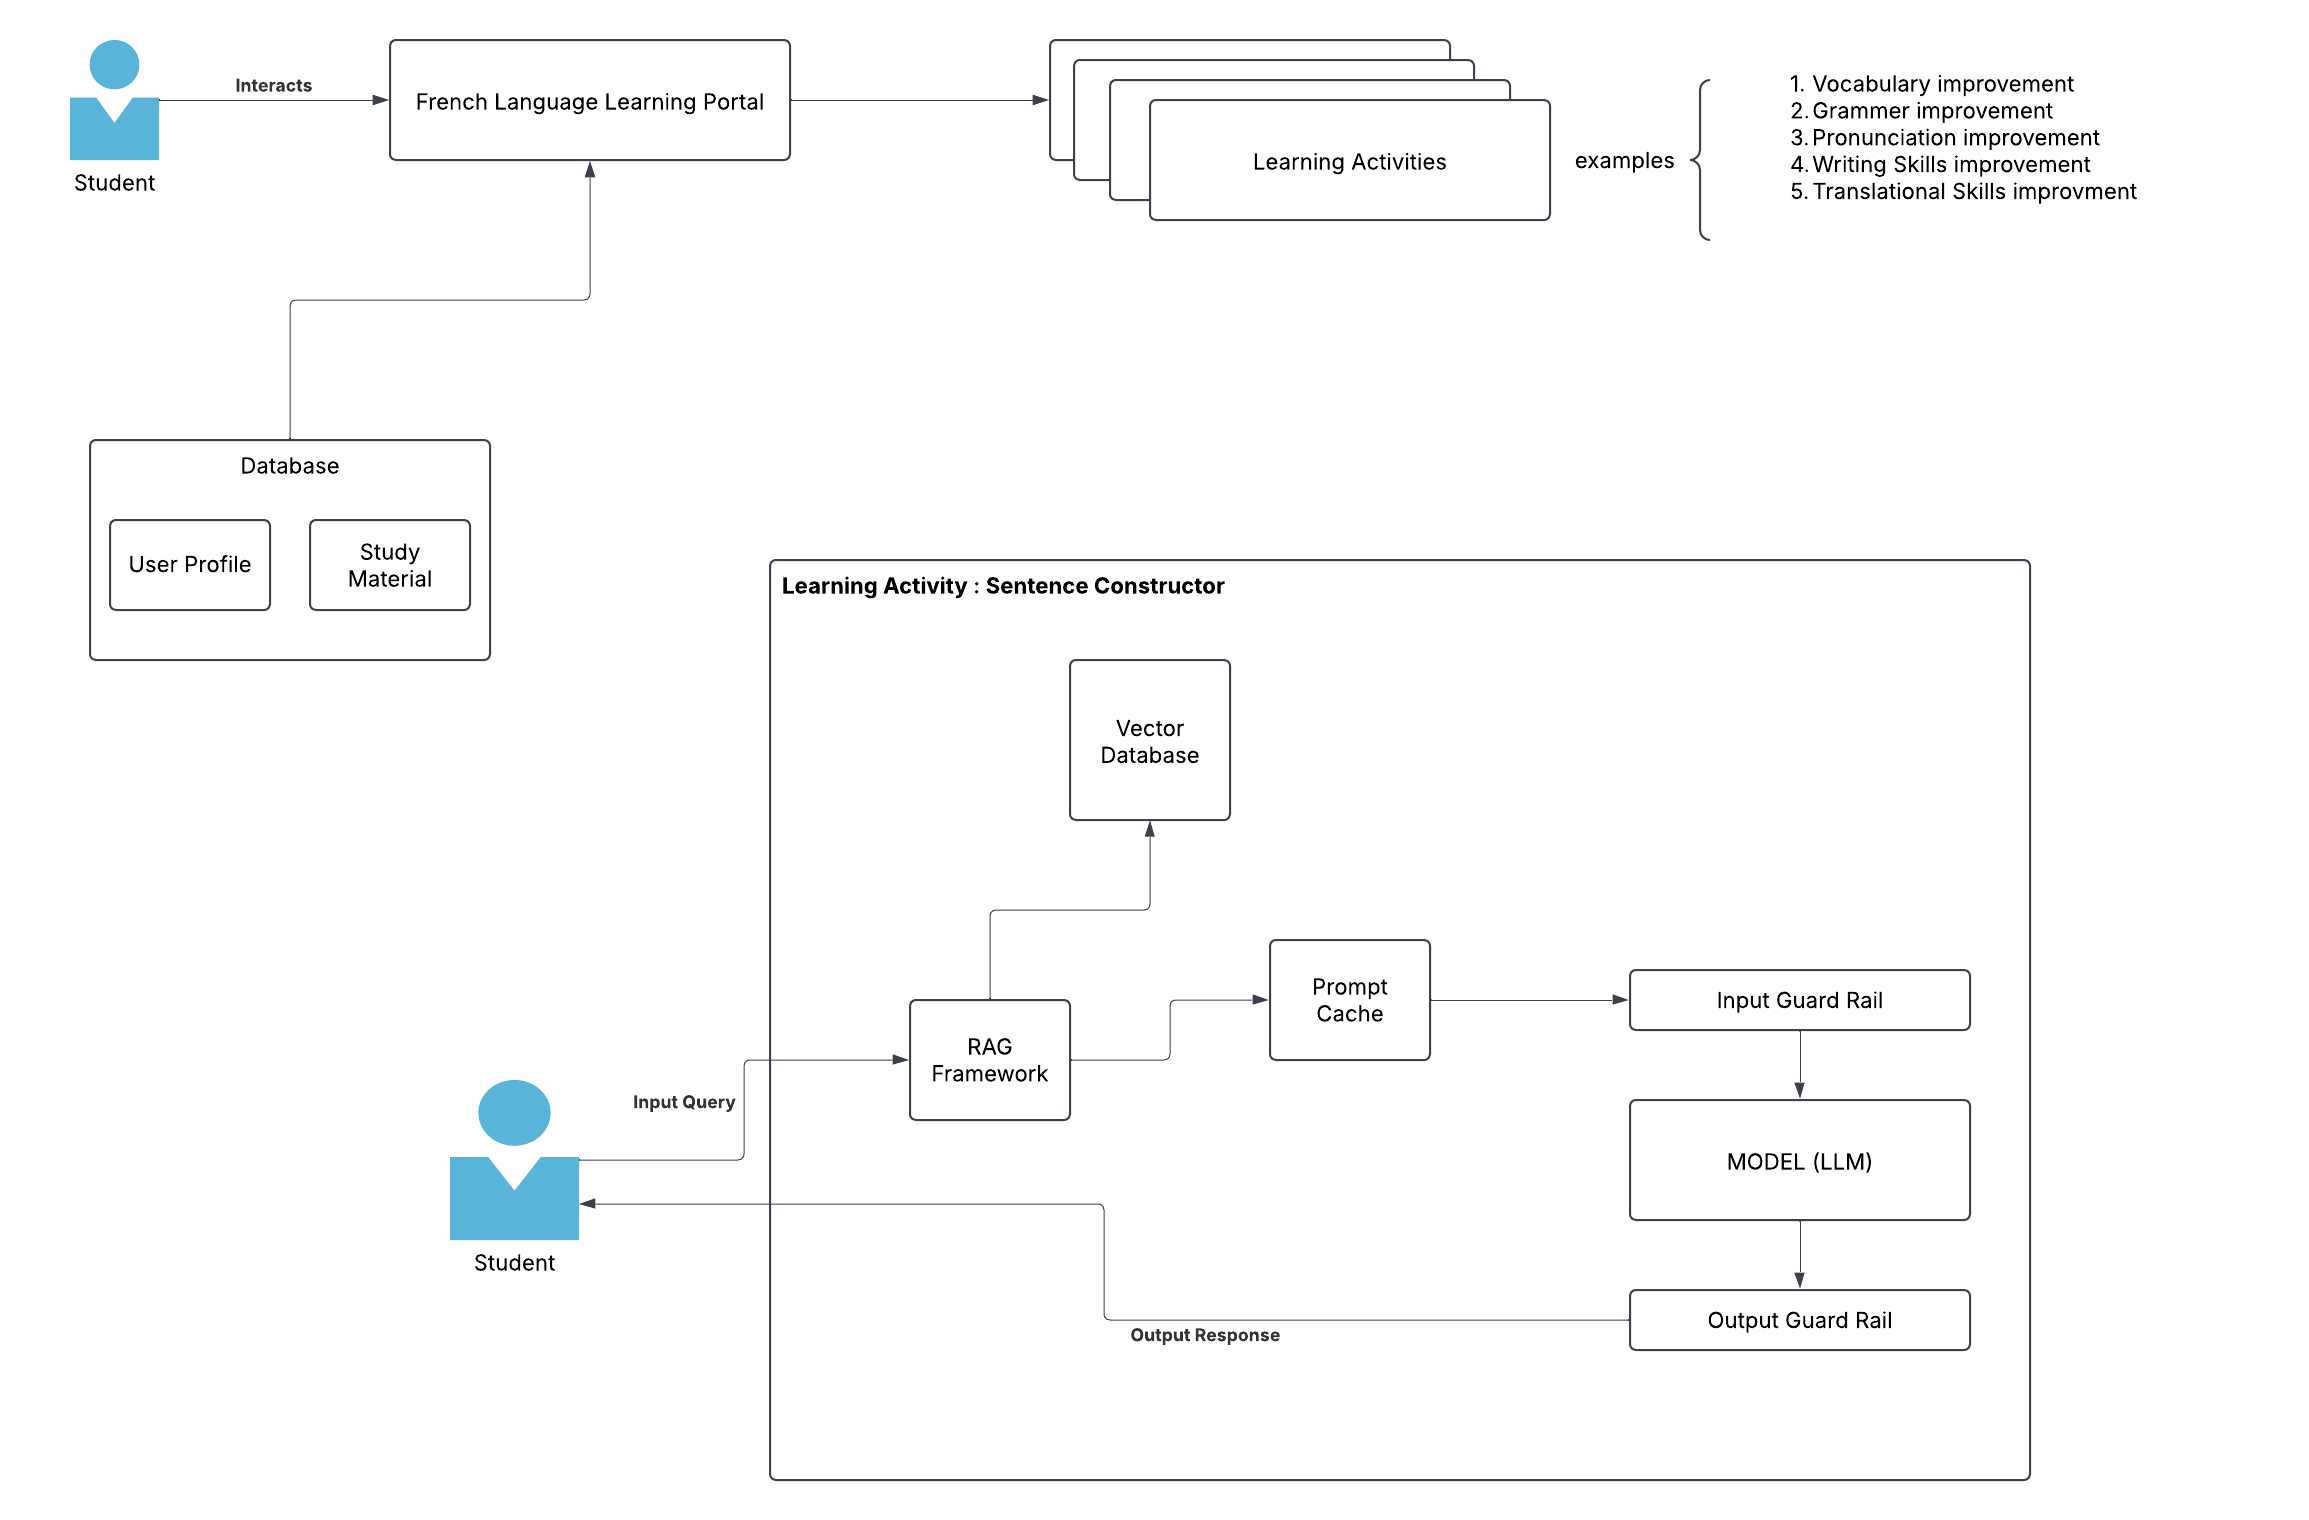 Interacts
Student
French Language Learning Portal
Learning Activities
examples
1. Vocabulary improvement
2. Grammer improvement
3. Pronunciation improvement
4. Writing Skills improvement
5. Translational Skills improvment
Database
User Profile
Study
Material
Learning Activity : Sentence Constructor
Vector
Database
Prompt
Cache
Input Guard Rail
RAG
Framework
Input Query
MODEL (LLM)
Student
Output Guard Rail
Output Response